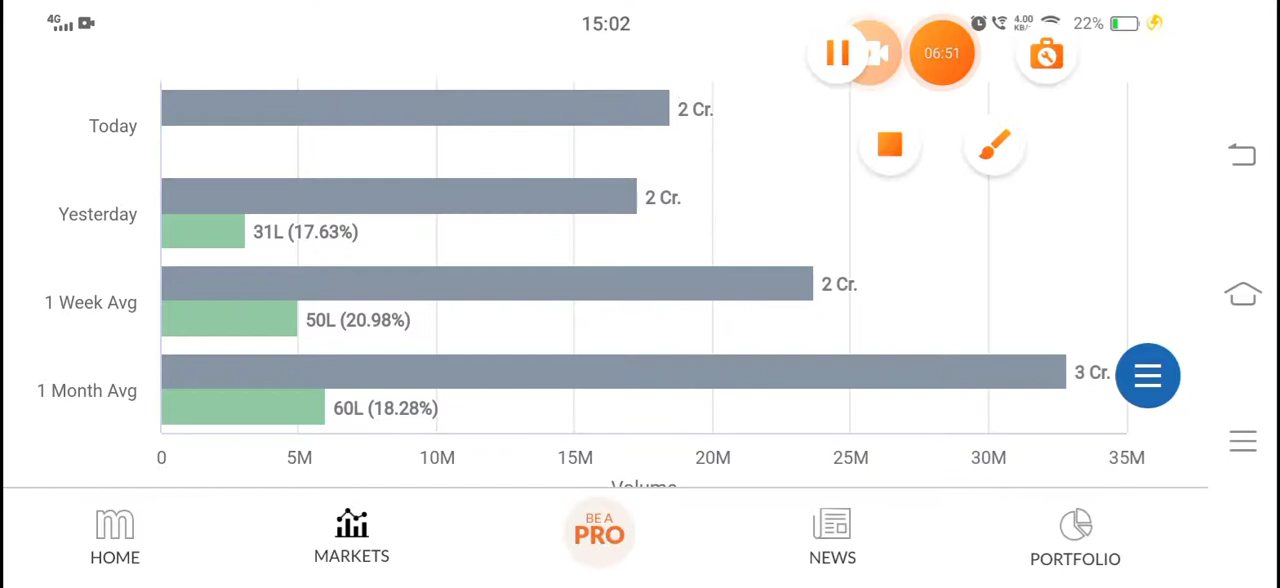 4G
15:02
4.00
KB/-
22%
06:51
Today
2 Cr.
Yesterday
2 Cr.
31L (17.63%)
1 Week Avg
2 Cr.
50L (20.98%)
1 Month Avg
3 Cr.
60L (18.28%)
0 5M 10M 15M 20M 25M 30M 35M
Volume
BE A
PRO
HOME
MARKETS
NEWS
PORTFOLIO